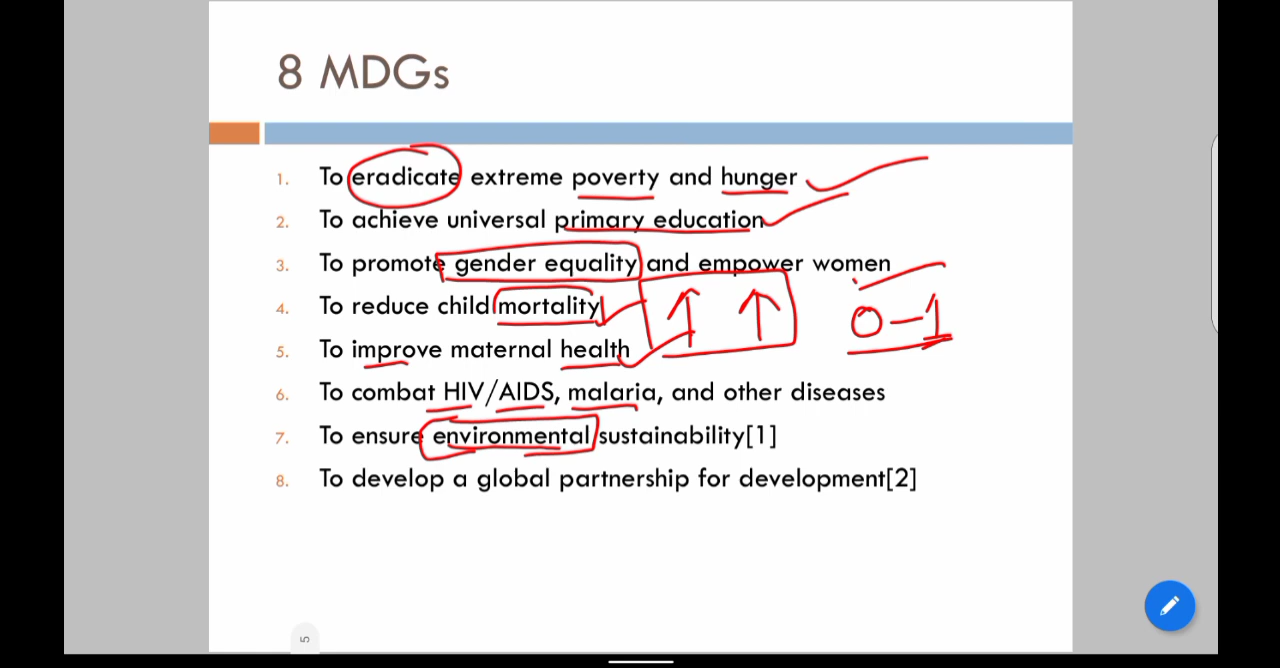 8 MDGs
1. To eradicate extreme poverty and hunger
2. To achieve universal primary education
3. To promote gender equality and empower women
4. To reduce child mortality
0-1
5. To improve maternal health
6. To combat HIV/AIDS, malaria, and other diseases
7. To ensure environmental sustainability[1]
8. To develop a global partnership for development[2]
5